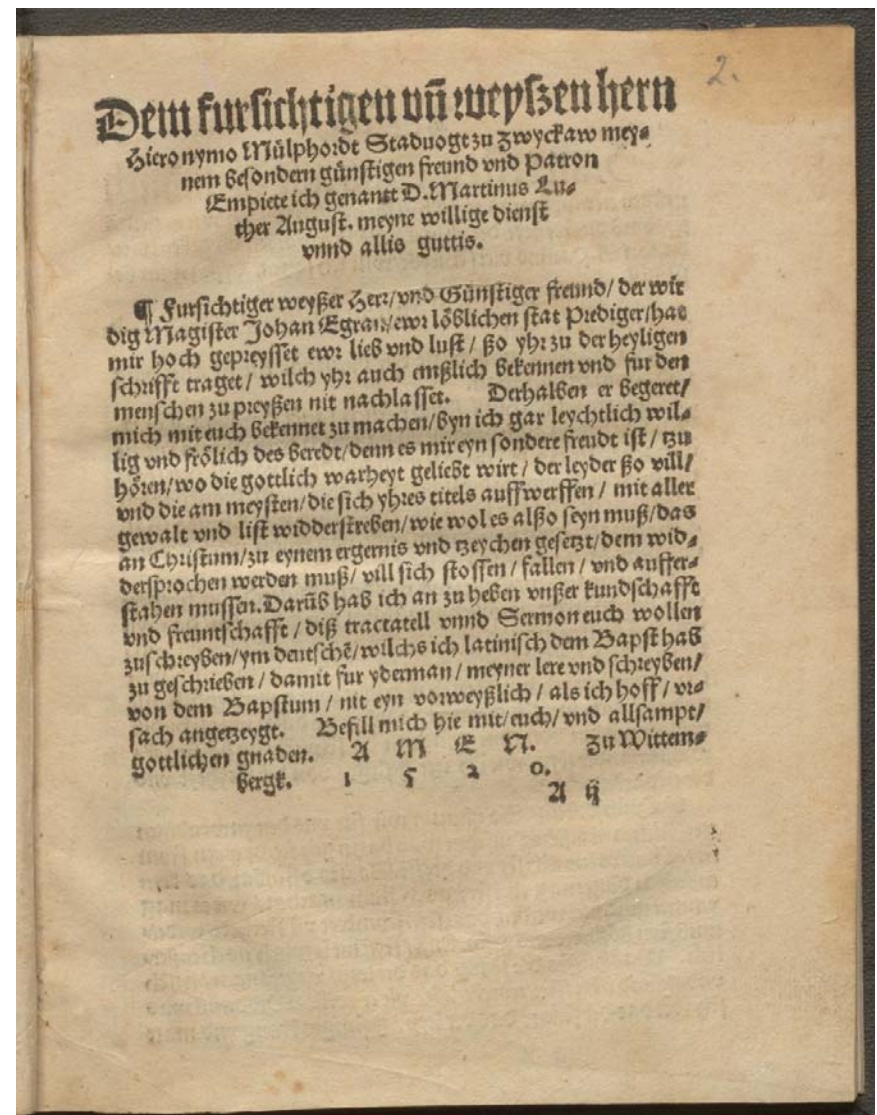 2.
Dem fursichtigen vñ weyszen hern
Hieronymo Mülphordt Staduogt zu Zwyckaw mey⸗
nem besondern günstigen freund vnd Patron
Empiete ich genantt D. Martinus Lu⸗
ther August. meyne willige dienst
vnnd allis guttis.
¶ Fursichtiger weyßer Herr/ vnd Günstiger freund/ der wir
dig Magister Johan Egran/ ewr löblichen stat Prediger/ hat
mir hoch gepreysset ewr lieb vnd lust/ ßo yhr zu der heyligen
schrifft traget/ wilch yhr auch emßlich bekennen vnd fur den
menschen zu preyßen nit nachlasset. Derhalben er begeret/
mich mit euch bekennet zu machen/ byn ich gar leychtlich wil⸗
lig vnd frölich des beredt/ denn es mir eyn sondere freudt ist/ tzu
hören/ wo die gottlich warheyt geliebt wirt/ der leyder ßo vill/
vnd die am meysten/ die sich yhres titels auffwerffen/ mit aller
gewalt vnd list widderstreben/ wie wol es alßo seyn muß/ das
an Christum/ zu eynem ergernis vnd tzeychen gesetzt/ dem wid⸗
dersprochen werden muß/ vill sich stossen/ fallen/ vnd auffer⸗
stahen mussen. Darüb hab ich an zu heben vnßer kundschafft
vnd freuntschafft/ diß tractatell vnnd Sermon euch wollen
zuschreyben/ ym deutschē/ wilchs ich latinisch dem Bapst hab
zu geschrieben/ damit fur yderman/ meyner lere vnd schreyben/
von dem Bapstum/ nit eyn vorweyßlich/ als ich hoff/ vr⸗
sach angetzeygt. Befill mich hie mit/ euch/ vnd allsampt/
gottlichen gnaden. A M E N. Zu Wittem⸗
bergk. 1 5 2 0.
A ij